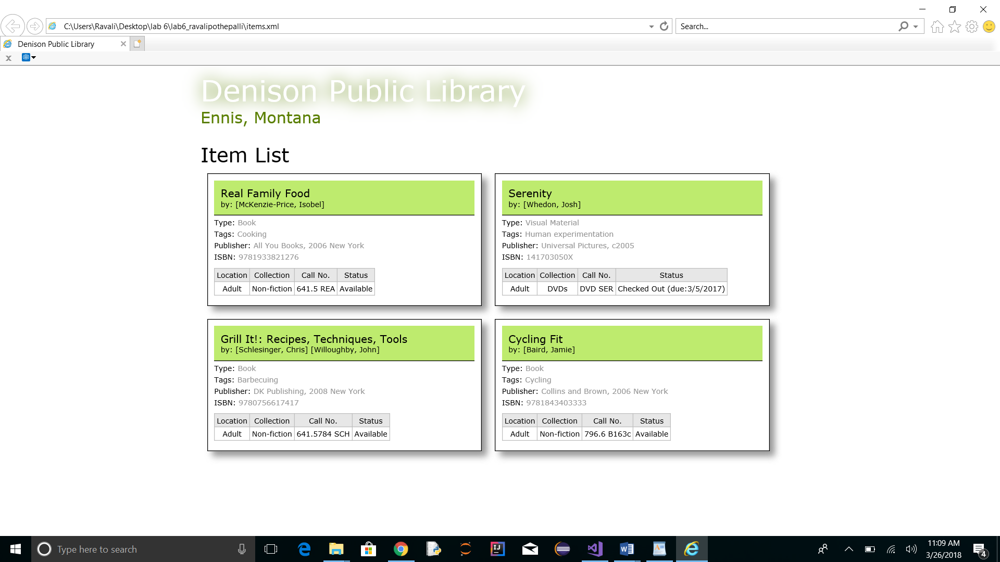 C:\Users\Ravali\Desktop\lab 6\lab6_ravalipothepalli\items.xml
Search...
Denison Public Library
x
Denison Public Library
Ennis, Montana
Item List
Real Family Food
by: [McKenzie-Price, Isobel]
Type: Book
Tags: Cooking
Publisher: All You Books, 2006 New York
ISBN: 9781933821276
Location Collection Call No. Status
Adult Non-fiction 641.5 REA Available
Serenity
by: [Whedon, Josh]
Type: Visual Material
Tags: Human experimentation
Publisher: Universal Pictures, c2005
ISBN: 141703050X
Location Collection Call No. Status
Adult DVDs DVD SER Checked Out (due:3/5/2017)
Grill It!: Recipes, Techniques, Tools
by: [Schlesinger, Chris] [Willoughby, John]
Type: Book
Tags: Barbecuing
Publisher: DK Publishing, 2008 New York
ISBN: 9780756617417
Location Collection Call No. Status
Adult Non-fiction 641.5784 SCH Available
Cycling Fit
by: [Baird, Jamie]
Type: Book
Tags: Cycling
Publisher: Collins and Brown, 2006 New York
ISBN: 9781843403333
Location Collection Call No. Status
Adult Non-fiction 796.6 B163c Available
Type here to search
11:09 AM
3/26/2018
4